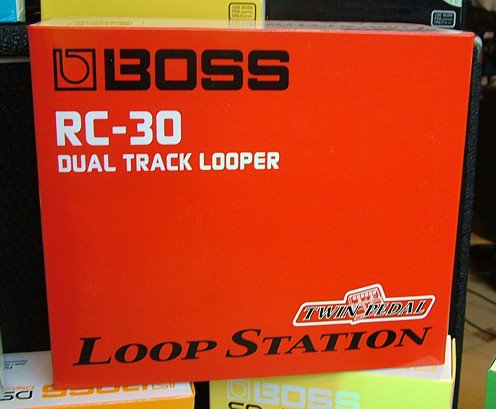 BOSS
RC-30
DUAL TRACK LOOPER
TWIN PEDAL
LOOP STATION
BOSS